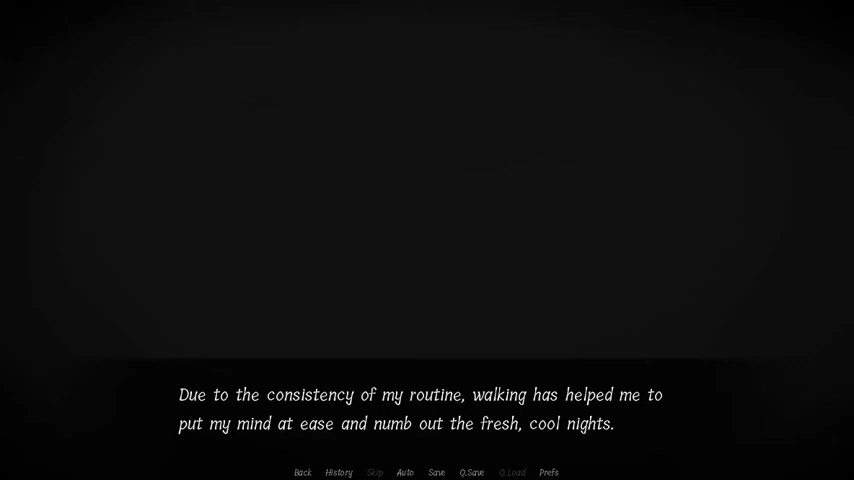 Due to the consistency of my routine, walking has helped me to
put my mind at ease and numb out the fresh, cool nights.
Back History Skip Auto Save Q.Save Q.Load Prefs